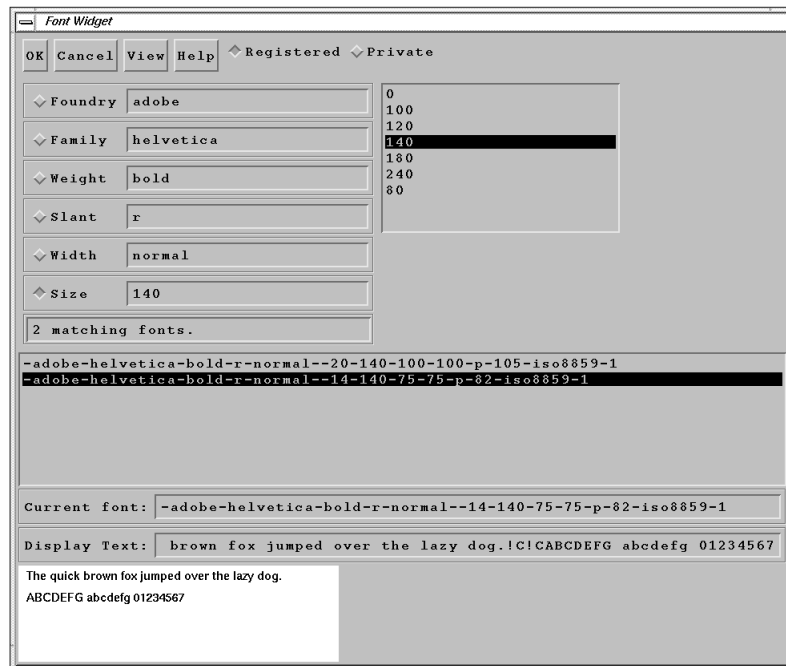 Font Widget
OK Cancel View Help Registered Private
Foundry adobe
Family helvetica
Weight bold
Slant r
Width normal
Size 140
2 matching fonts.
0
100
120
140
180
240
80
-adobe-helvetica-bold-r-normal--20-140-100-100-p-105-iso8859-1
-adobe-helvetica-bold-r-normal--14-140-75-75-p-82-iso8859-1
Current font: -adobe-helvetica-bold-r-normal--14-140-75-75-p-82-iso8859-1
Display Text: brown fox jumped over the lazy dog.!C!CABCDEFG abcdefg 01234567
The quick brown fox jumped over the lazy dog.
ABCDEFG abcdefg 01234567